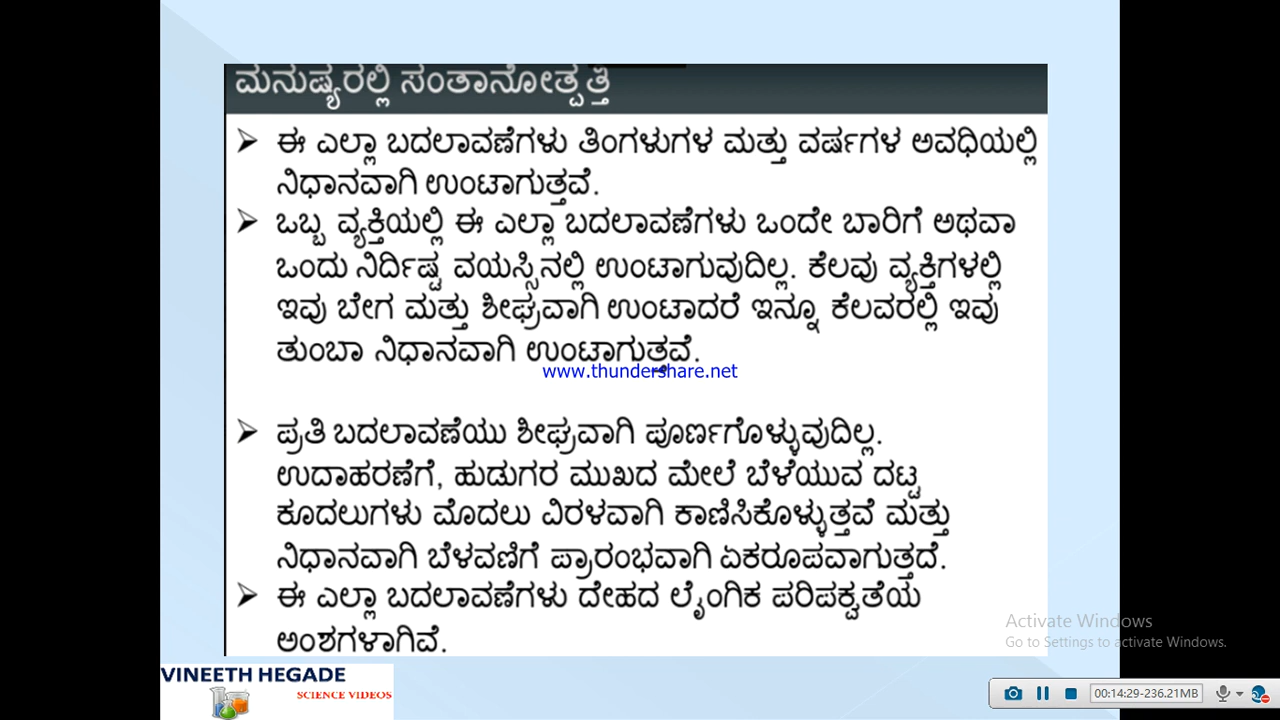 ಮನುಷ್ಯರಲ್ಲಿ ಸಂತಾನೋತ್ಪತ್ತಿ
➢ ಈ ಎಲ್ಲಾ ಬದಲಾವಣೆಗಳು ತಿಂಗಳುಗಳ ಮತ್ತು ವರ್ಷಗಳ ಅವಧಿಯಲ್ಲಿ
ನಿಧಾನವಾಗಿ ಉಂಟಾಗುತ್ತವೆ.
➢ ಒಬ್ಬ ವ್ಯಕ್ತಿಯಲ್ಲಿ ಈ ಎಲ್ಲಾ ಬದಲಾವಣೆಗಳು ಒಂದೇ ಬಾರಿಗೆ ಅಥವಾ
ಒಂದು ನಿರ್ದಿಷ್ಟ ವಯಸ್ಸಿನಲ್ಲಿ ಉಂಟಾಗುವುದಿಲ್ಲ. ಕೆಲವು ವ್ಯಕ್ತಿಗಳಲ್ಲಿ
ಇವು ಬೇಗ ಮತ್ತು ಶೀಘ್ರವಾಗಿ ಉಂಟಾದರೆ ಇನ್ನೂ ಕೆಲವರಲ್ಲಿ ಇವು
ತುಂಬಾ ನಿಧಾನವಾಗಿ ಉಂಟಾಗುತ್ತವೆ.
www.thundershare.net
➢ ಪ್ರತಿ ಬದಲಾವಣೆಯು ಶೀಘ್ರವಾಗಿ ಪೂರ್ಣಗೊಳ್ಳುವುದಿಲ್ಲ.
ಉದಾಹರಣೆಗೆ, ಹುಡುಗರ ಮುಖದ ಮೇಲೆ ಬೆಳೆಯುವ ದಟ್ಟ
ಕೂದಲುಗಳು ಮೊದಲು ವಿರಳವಾಗಿ ಕಾಣಿಸಿಕೊಳ್ಳುತ್ತವೆ ಮತ್ತು
ನಿಧಾನವಾಗಿ ಬೆಳವಣಿಗೆ ಪ್ರಾರಂಭವಾಗಿ ಏಕರೂಪವಾಗುತ್ತದೆ.
➢ ಈ ಎಲ್ಲಾ ಬದಲಾವಣೆಗಳು ದೇಹದ ಲೈಂಗಿಕ ಪರಿಪಕ್ವತೆಯ
ಅಂಶಗಳಾಗಿವೆ.
Activate Windows
Go to Settings to activate Windows.
VINEETH HEGADE
SCIENCE VIDEOS
00:14:29-236.21MB